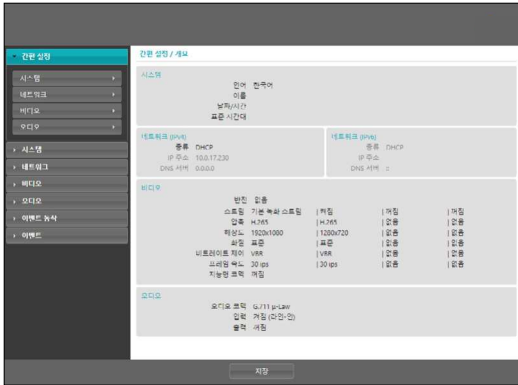 간편 설정
시스템
네트워크
비디오
오디오
시스템
네트워크
비디오
오디오
이벤트 동작
이벤트
간편 설정 / 개요
시스템
언어 한국어
이름
날짜/시간
표준 시간대
네트워크 (IPv4)
종류 DHCP
IP 주소 10.0.17.230
DNS 서버 0.0.0.0
네트워크 (IPv6)
종류 DHCP
IP 주소
DNS 서버 ::
비디오
반전 없음
스트림 기본 녹화 스트림 | 켜짐 | 꺼짐 | 꺼짐
압축 H.265 | H.265 | 없음 | 없음
해상도 1920x1080 | 1280x720 | 없음 | 없음
화질 표준 | 표준 | 없음 | 없음
비트레이트 제어 VBR | VBR | 없음 | 없음
프레임 속도 30 ips | 30 ips | 없음 | 없음
지능형 코덱 꺼짐
오디오
오디오 코덱 G.711 μ-Law
입력 켜짐 (라인-인)
출력 꺼짐
저장